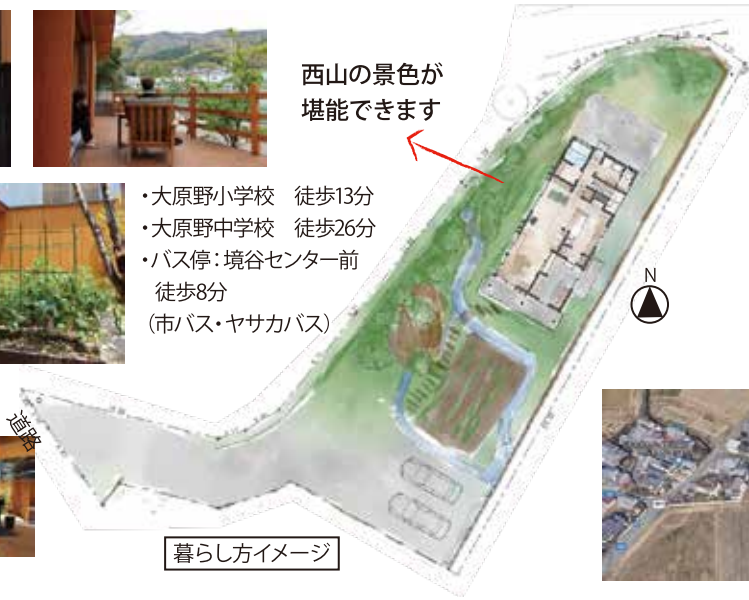 西山の景色が
堪能できます
・大原野小学校　徒歩13分
・大原野中学校　徒歩26分
・バス停：境谷センター前
徒歩8分
（市バス・ヤサカバス）
N
道路
暮らし方イメージ